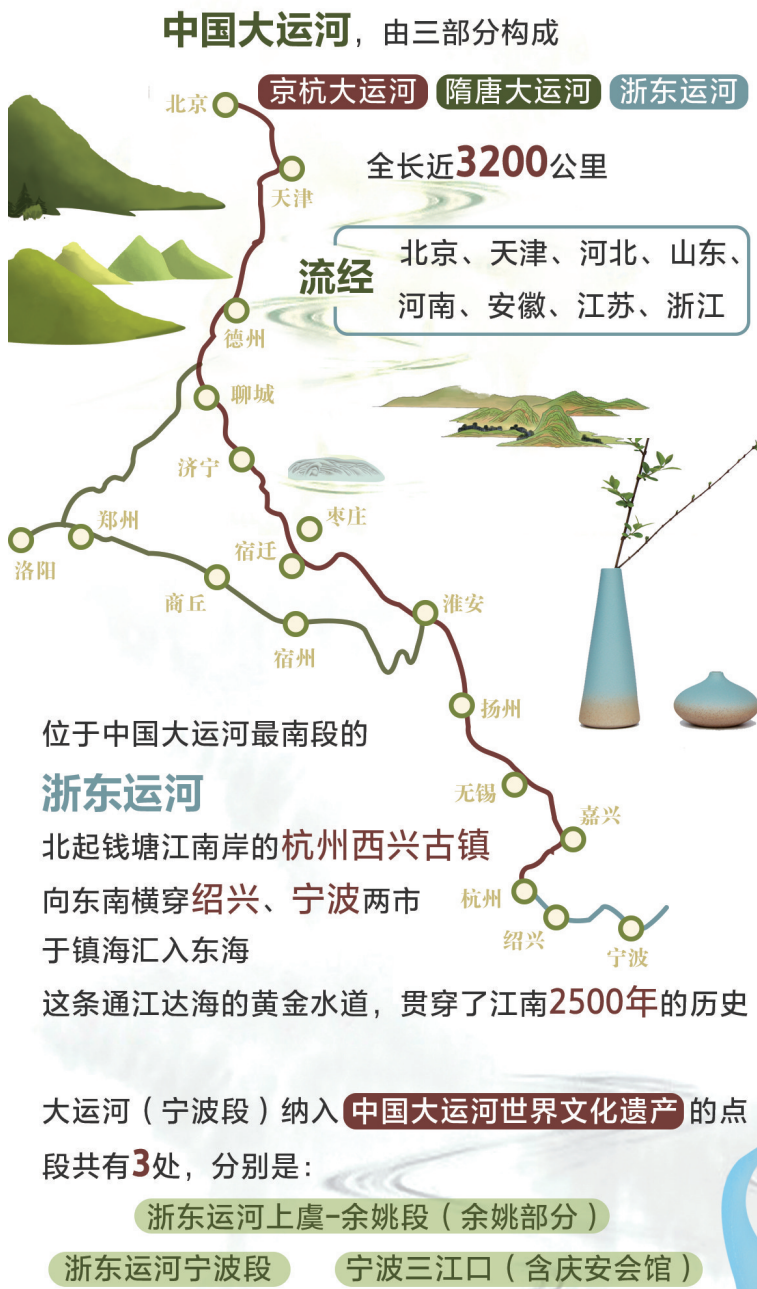 中国大运河，由三部分构成
京杭大运河 隋唐大运河 浙东运河
北京
全长近3200公里
天津
流经
北京、天津、河北、山东、
河南、安徽、江苏、浙江
德州
聊城
济宁
枣庄
郑州
宿迁
洛阳
商丘
淮安
宿州
扬州
位于中国大运河最南段的
浙东运河
无锡
嘉兴
北起钱塘江南岸的杭州西兴古镇
杭州
向东南横穿绍兴、宁波两市
绍兴
宁波
于镇海汇入东海
这条通江达海的黄金水道，贯穿了江南2500年的历史
大运河（宁波段）纳入中国大运河世界文化遗产的点
段共有3处，分别是：
浙东运河上虞-余姚段（余姚部分）
浙东运河宁波段 宁波三江口（含庆安会馆）